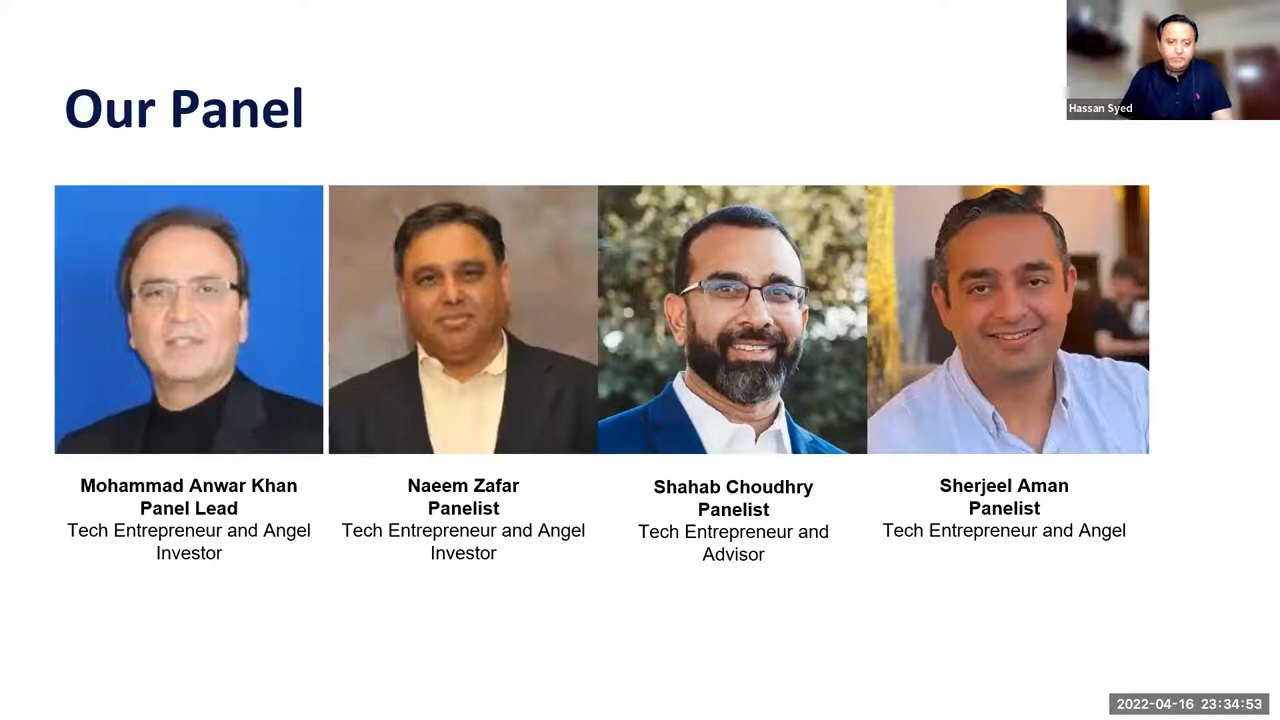 Our Panel
Hassan Syed
Mohammad Anwar Khan
Panel Lead
Tech Entrepreneur and Angel
Investor
Naeem Zafar
Panelist
Tech Entrepreneur and Angel
Investor
Shahab Choudhry
Panelist
Tech Entrepreneur and
Advisor
Sherjeel Aman
Panelist
Tech Entrepreneur and Angel
2022-04-16 23:34:53